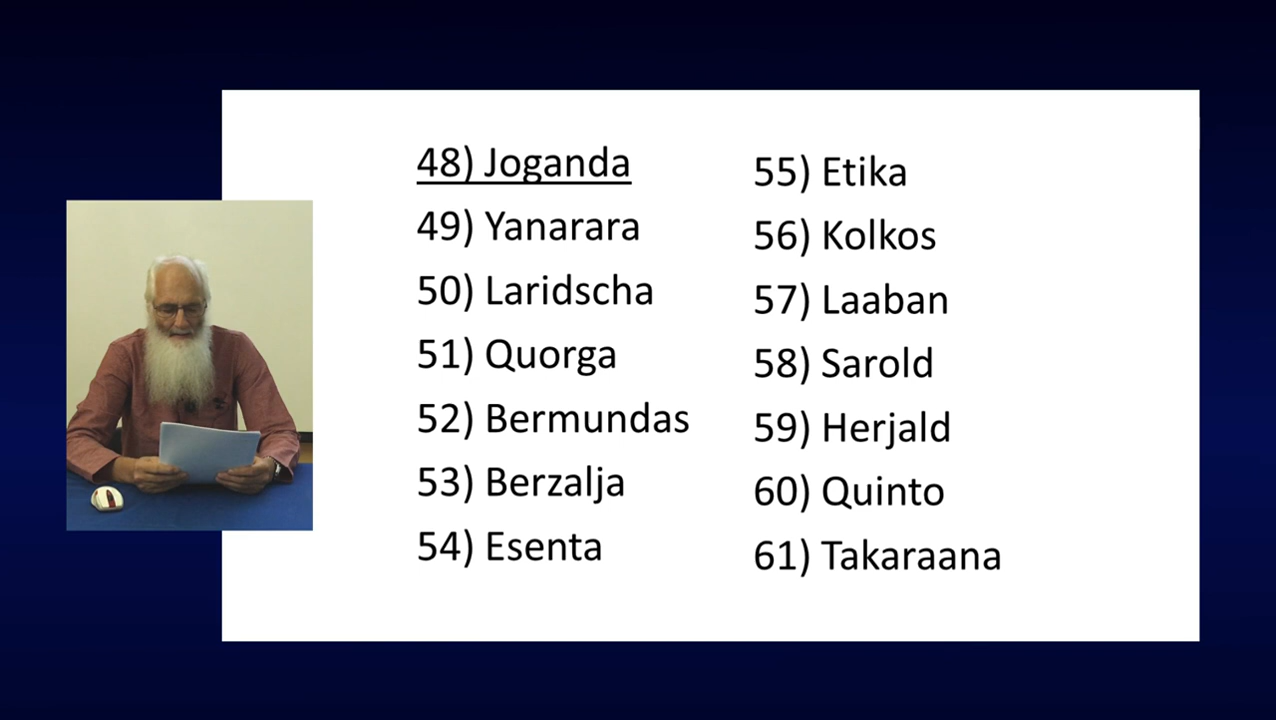 48) Joganda
49) Yanarara
50) Laridscha
51) Quorga
52) Bermundas
53) Berzalja
54) Esenta
55) Etika
56) Kolkos
57) Laaban
58) Sarold
59) Herjald
60) Quinto
61) Takaraana